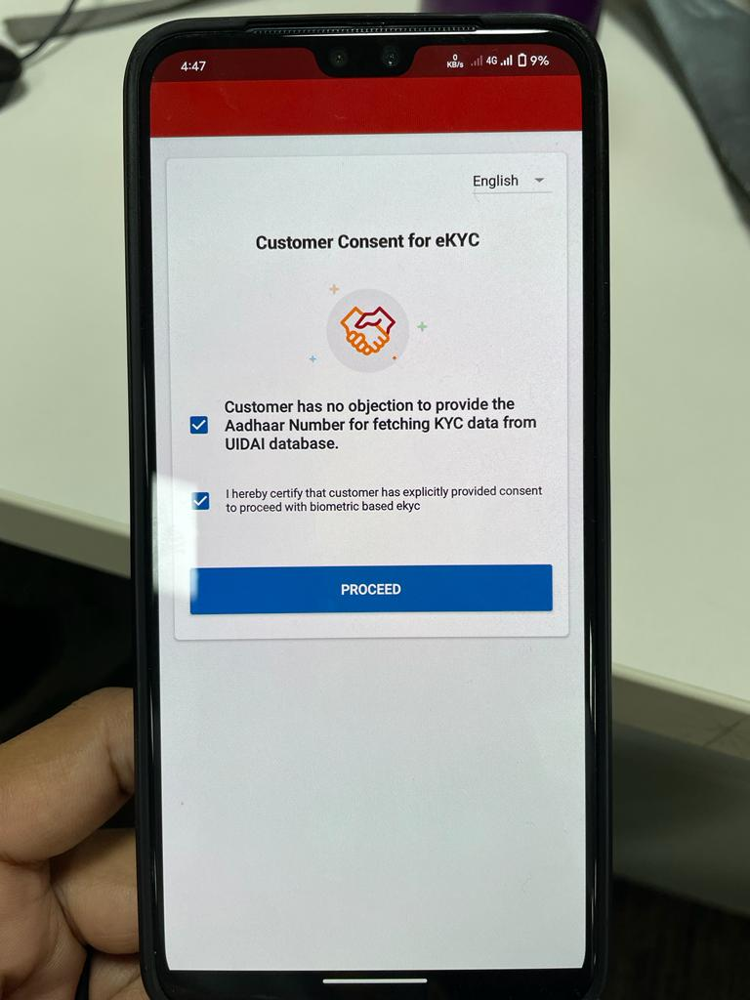 4:47
0
KB/s
4G
9%
English
Customer Consent for eKYC
Customer has no objection to provide the
Aadhaar Number for fetching KYC data from
UIDAI database.
I hereby certify that customer has explicitly provided consent
to proceed with biometric based ekyc
PROCEED